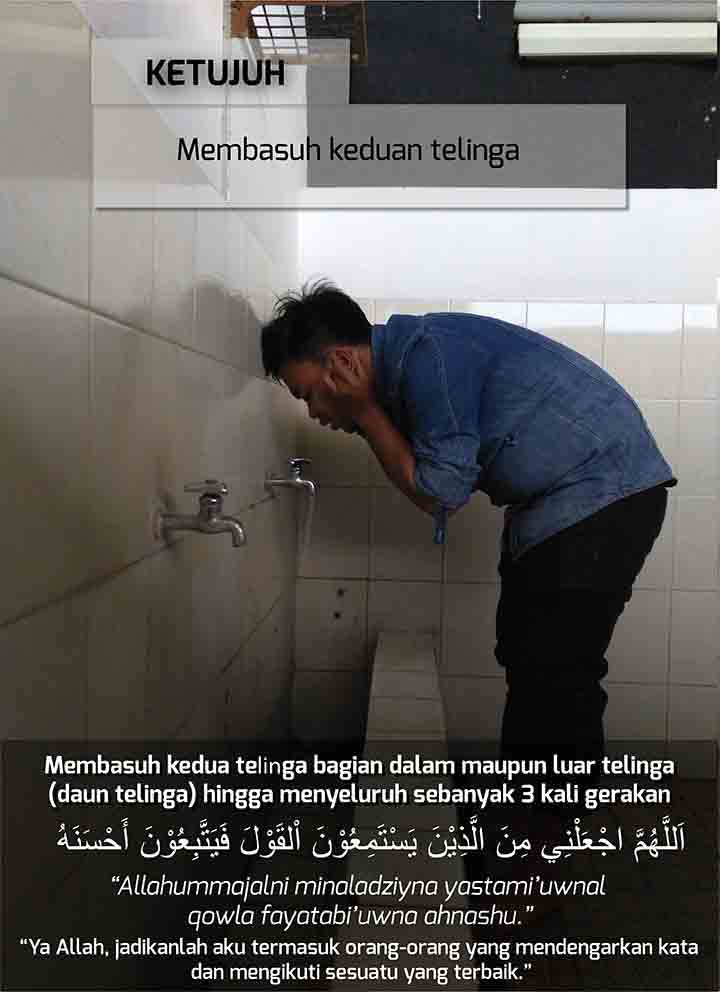 KETUJUH
Membasuh keduan telinga
Membasuh kedua telinga bagian dalam maupun luar telinga
(daun telinga) hingga menyeluruh sebanyak 3 kali gerakan
اَللَّهُمَّ اجْعَلْنِي مِنَ الَّذِيْنَ يَسْتَمِعُوْنَ اْلقَوْلَ فَيَتَّبِعُوْنَ أَحْسَنَهُ
“Allahummajalni minaladziyna yastami’uwnal
qowla fayatabi’uwna ahnashu.”
“Ya Allah, jadikanlah aku termasuk orang-orang yang mendengarkan kata
dan mengikuti sesuatu yang terbaik.”